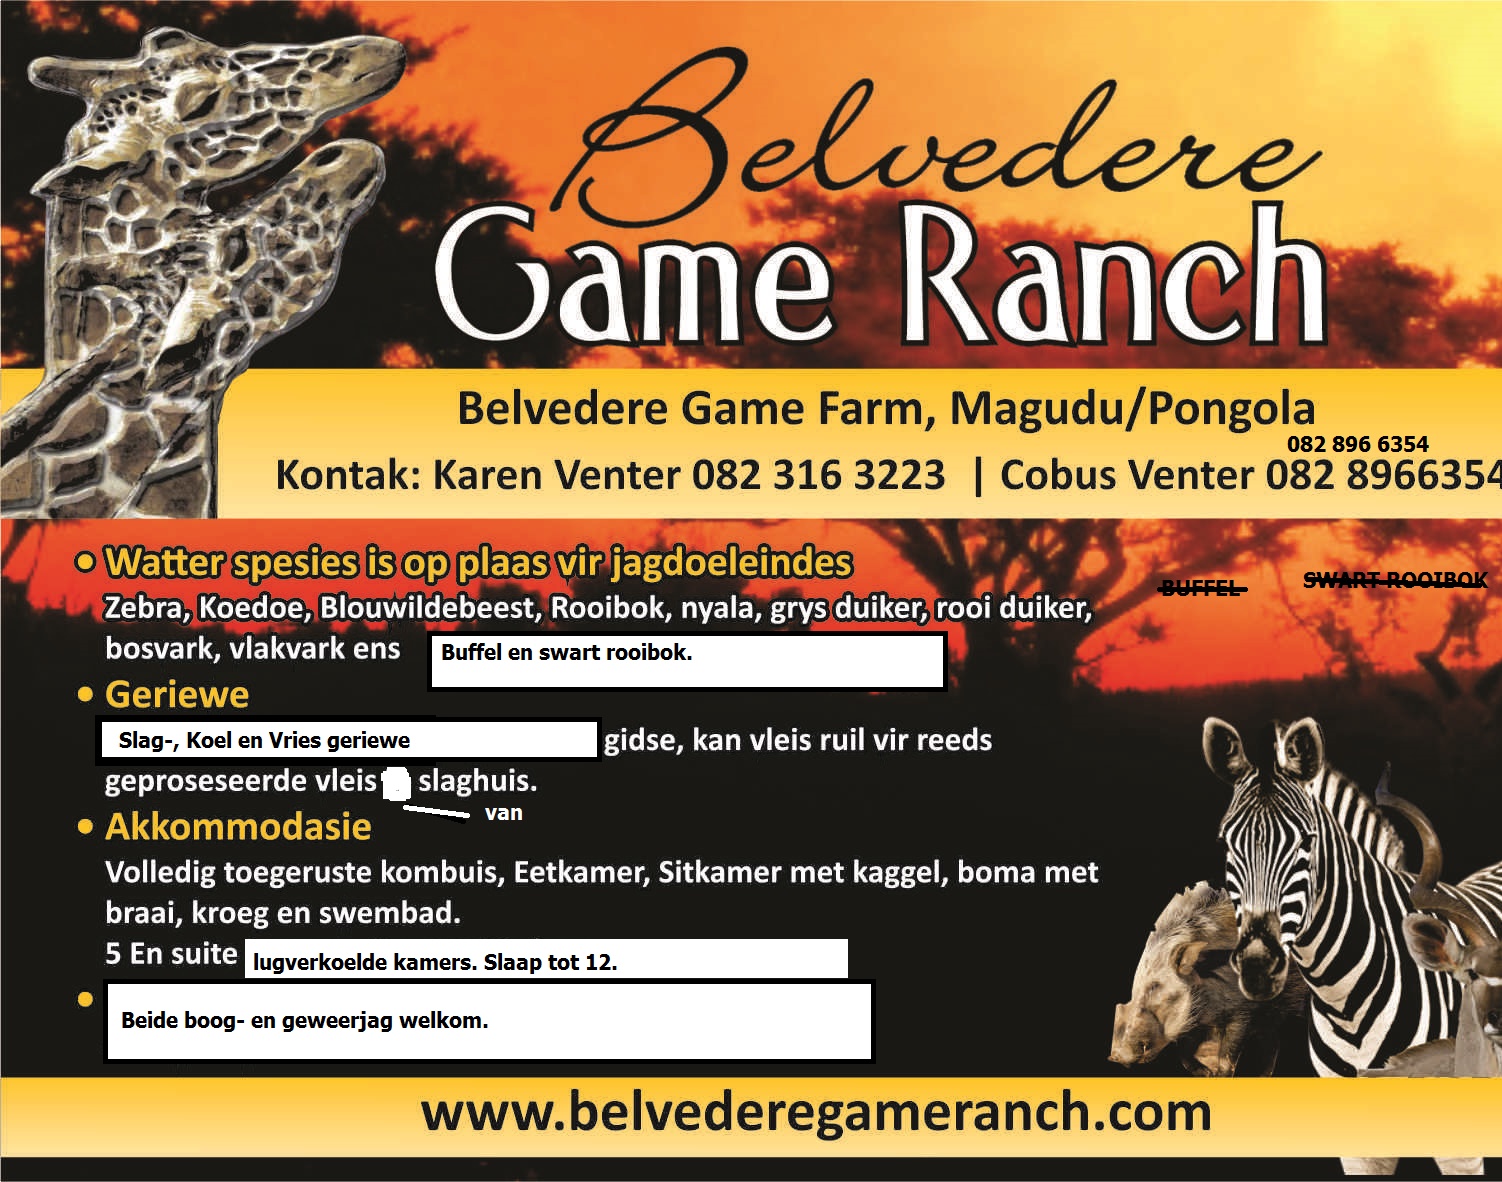 Belvedere
Game Ranch
Belvedere Game Farm, Magudu/Pongola
082 896 6354
Kontak: Karen Venter 082 316 3223 | Cobus Venter 082 8966354
• Watter spesies is op plaas vir jagdoeleindes
BUFFEL SWART ROOIBOK
Zebra, Koedoe, Blouwildebeest, Rooibok, nyala, grys duiker, rooi duiker,
bosvark, vlakvark ens Buffel en swart rooibok.
• Geriewe
Slag-, Koel en Vries geriewe gidse, kan vleis ruil vir reeds
geproseseerde vleis slaghuis.
van
• Akkommodasie
Volledig toegeruste kombuis, Eetkamer, Sitkamer met kaggel, boma met
braai, kroeg en swembad.
5 En suite lugverkoelde kamers. Slaap tot 12.
• Beide boog- en geweerjag welkom.
www.belvederegameranch.com